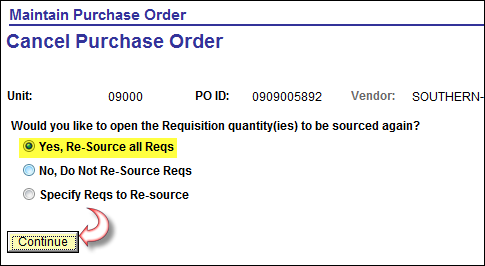 Maintain Purchase Order
Cancel Purchase Order
Unit: 09000 PO ID: 0909005892 Vendor: SOUTHERN-
Would you like to open the Requisition quantity(ies) to be sourced again?
Yes, Re-Source all Reqs
No, Do Not Re-Source Reqs
Specify Reqs to Re-source
Continue